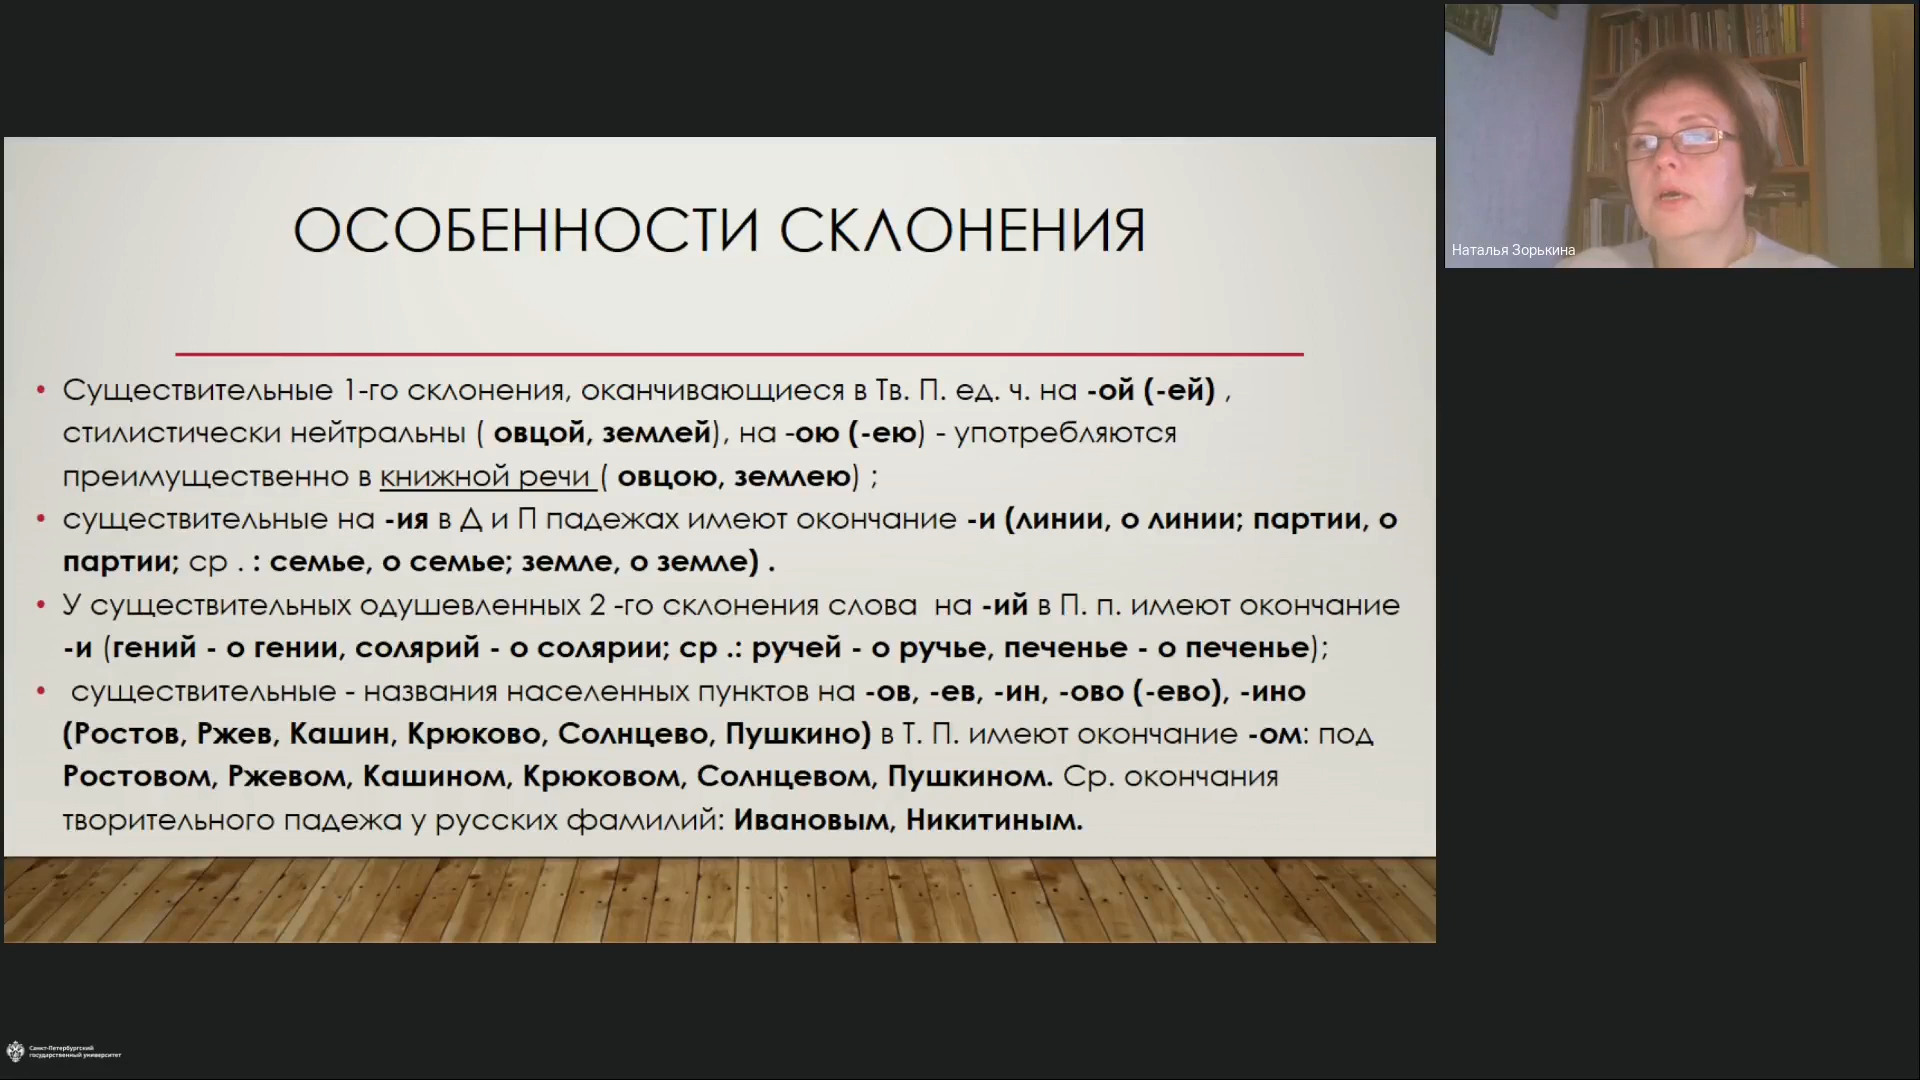 ОСОБЕННОСТИ СКЛОНЕНИЯ
• Существительные 1-го склонения, оканчивающиеся в Тв. П. ед. ч. на -ой (-ей) ,
стилистически нейтральны ( овцой, землей), на -ою (-ею) - употребляются
преимущественно в книжной речи ( овцою, землею) ;
• существительные на -ия в Д и П падежах имеют окончание -и (линии, о линии; партии, о
партии; ср . : семье, о семье; земле, о земле) .
• У существительных одушевленных 2 -го склонения слова на -ий в П. п. имеют окончание
-и (гений - о гении, солярий - о солярии; ср .: ручей - о ручье, печенье - о печенье);
• существительные - названия населенных пунктов на -ов, -ев, -ин, -ово (-ево), -ино
(Ростов, Ржев, Кашин, Крюково, Солнцево, Пушкино) в Т. П. имеют окончание -ом: под
Ростовом, Ржевом, Кашином, Крюковом, Солнцевом, Пушкином. Ср. окончания
творительного падежа у русских фамилий: Ивановым, Никитиным.
Наталья Зорькина
Санкт-Петербургский
государственный университет